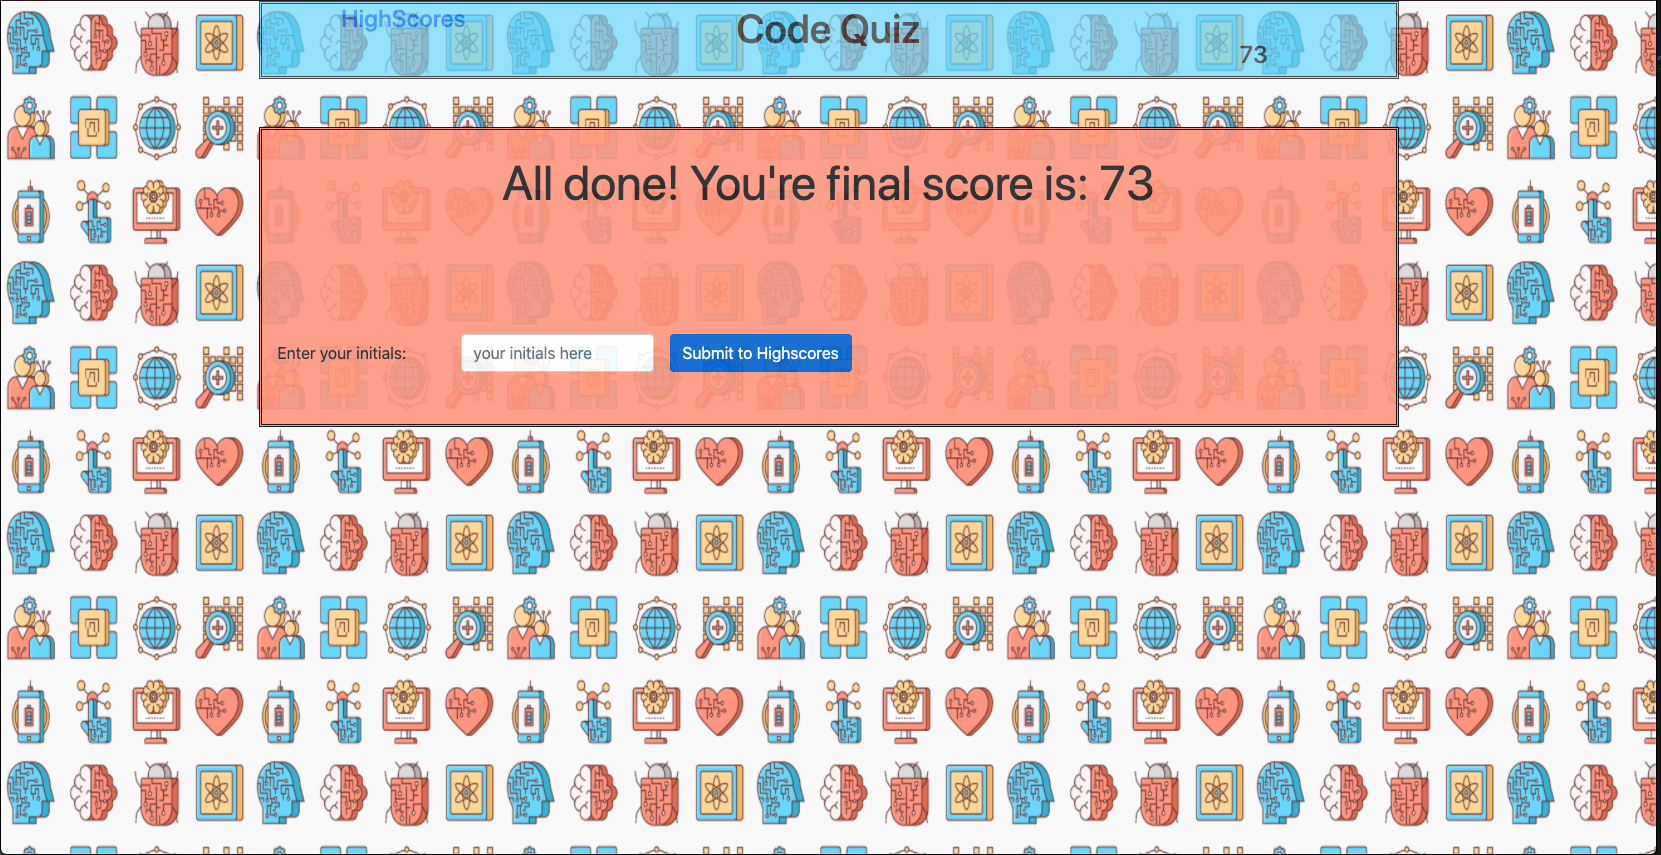 HighScores
Code Quiz
73
All done! You're final score is: 73
Enter your initials: your initials here Submit to Highscores